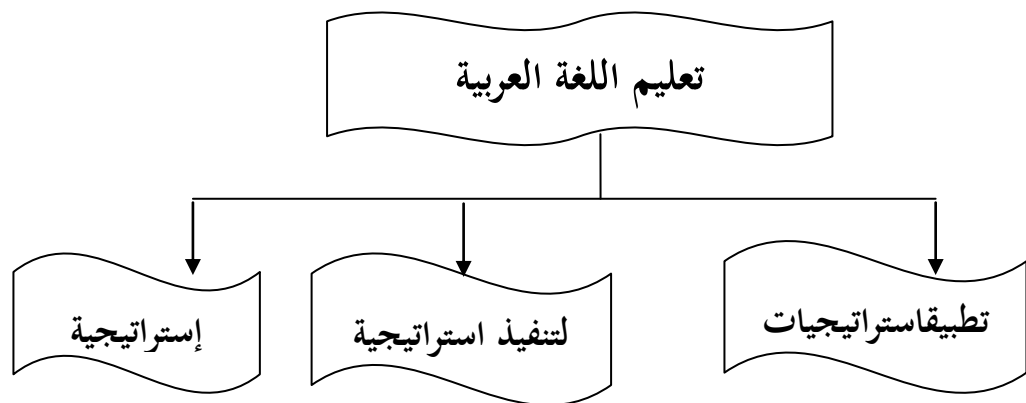 تعليم اللغة العربية
تطبيقاستراتيجيات
لتنفيذ استراتيجية
إستراتيجية